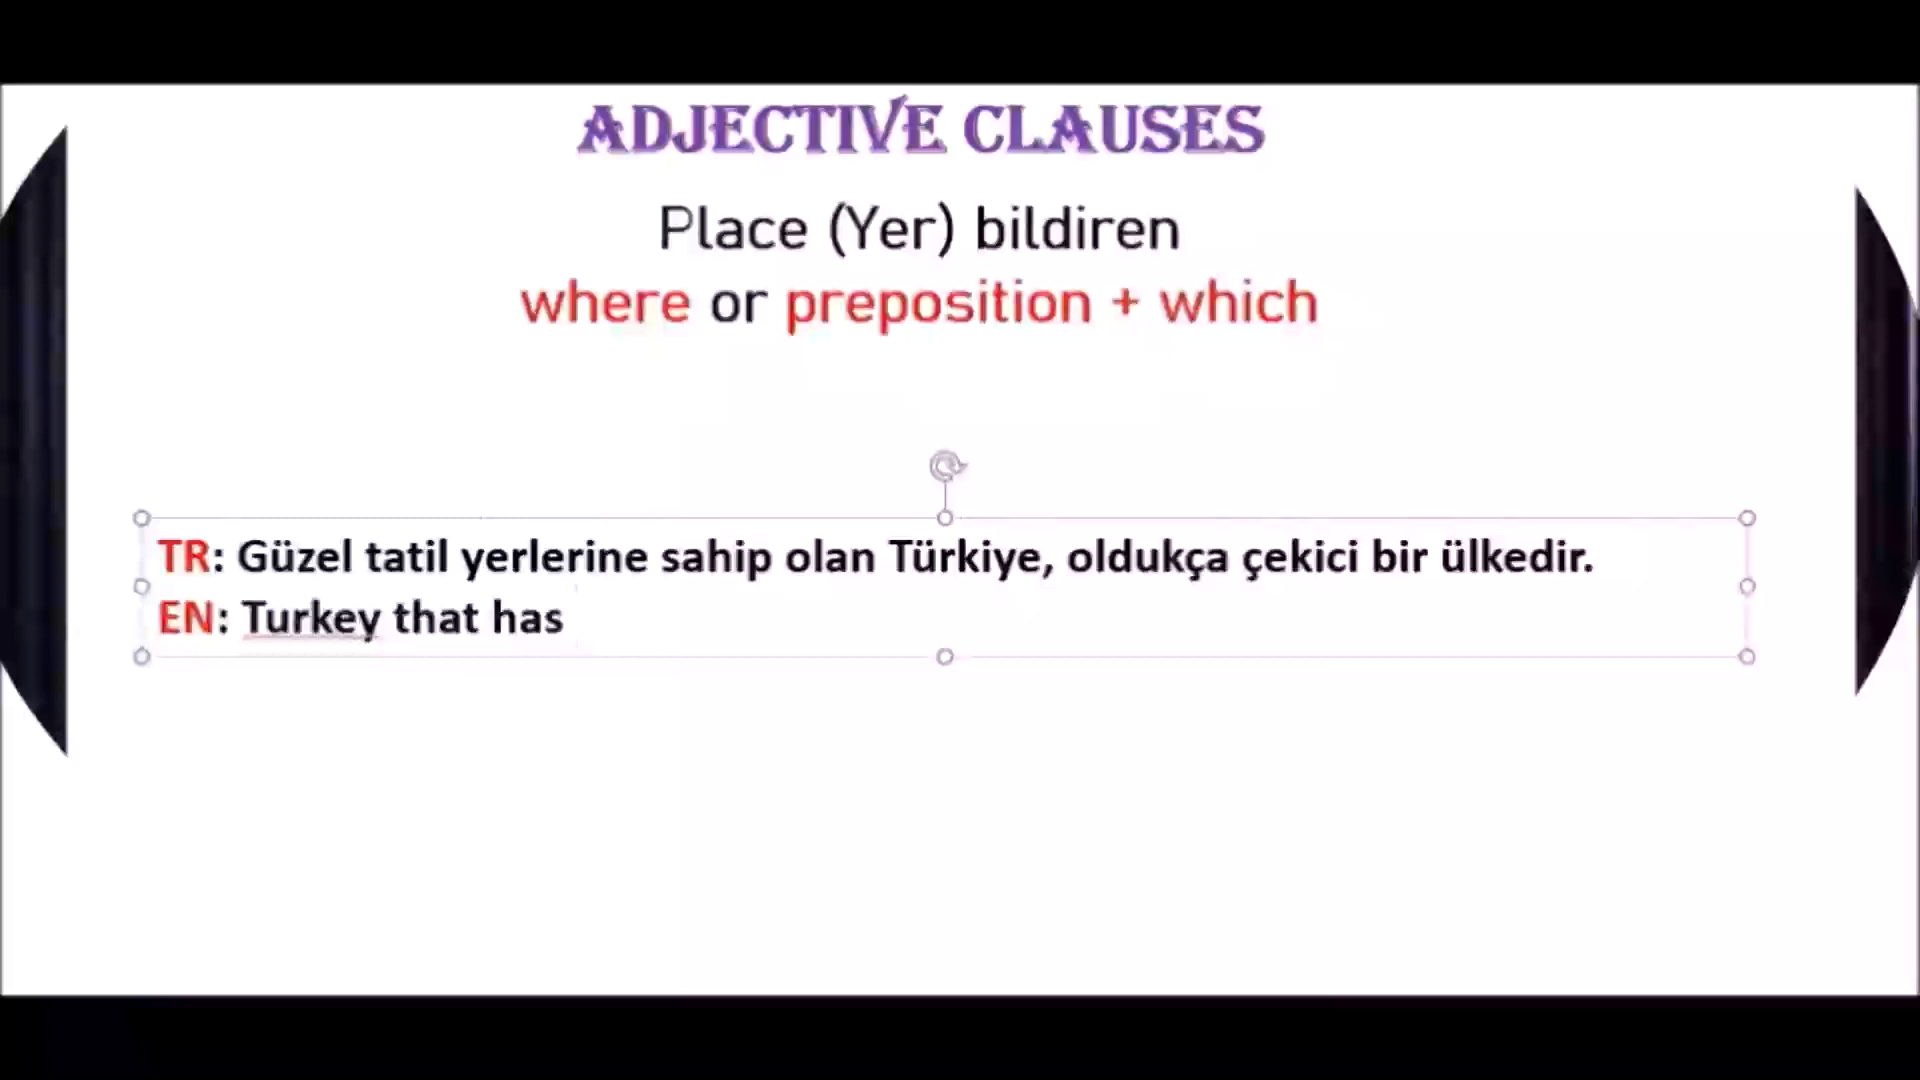 ADJECTIVE CLAUSES
Place (Yer) bildiren
where or preposition + which
TR: Güzel tatil yerlerine sahip olan Türkiye, oldukça çekici bir ülkedir.
EN: Turkey that has